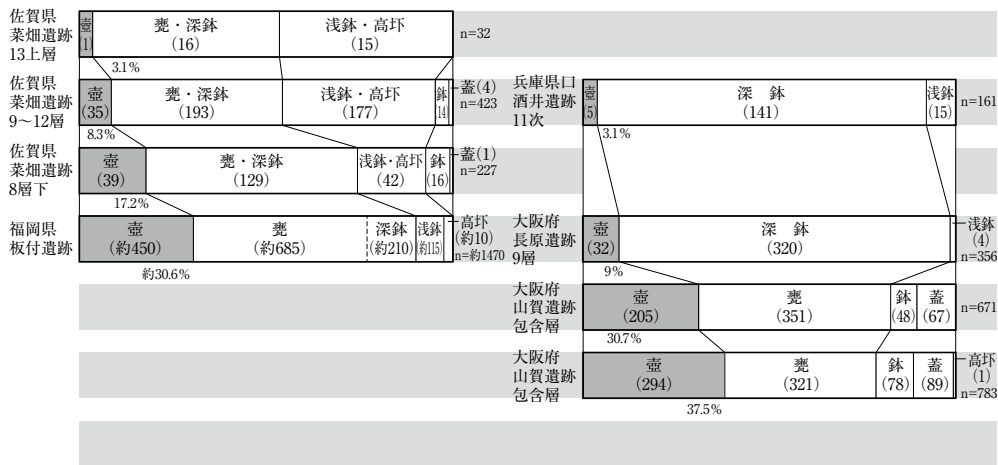 佐賀県
菜畑遺跡
13上層
壺
(1)
甕・深鉢
(16)
浅鉢・高坏
(15)
n=32
3.1%
佐賀県
菜畑遺跡
9～12層
壺
(35)
甕・深鉢
(193)
浅鉢・高坏
(177)
鉢
14
蓋(4)
n=423
8.3%
佐賀県
菜畑遺跡
8層下
壺
(39)
甕・深鉢
(129)
浅鉢・高坏
(42)
鉢
(16)
蓋(1)
n=227
17.2%
福岡県
板付遺跡
壺
(約450)
甕
(約685)
深鉢
(約210)
浅鉢
(約115)
高坏
(約10)
n=約1470
約30.6%
兵庫県口
酒井遺跡
11次
壺
(5)
深 鉢
(141)
浅鉢
(15)
n=161
3.1%
大阪府
長原遺跡
9層
壺
(32)
深 鉢
(320)
浅鉢
(4)
n=356
9%
大阪府
山賀遺跡
包含層
壺
(205)
甕
(351)
鉢
(48)
蓋
(67)
n=671
30.7%
大阪府
山賀遺跡
包含層
壺
(294)
甕
(321)
鉢
(78)
蓋
(89)
高坏
(1)
n=783
37.5%